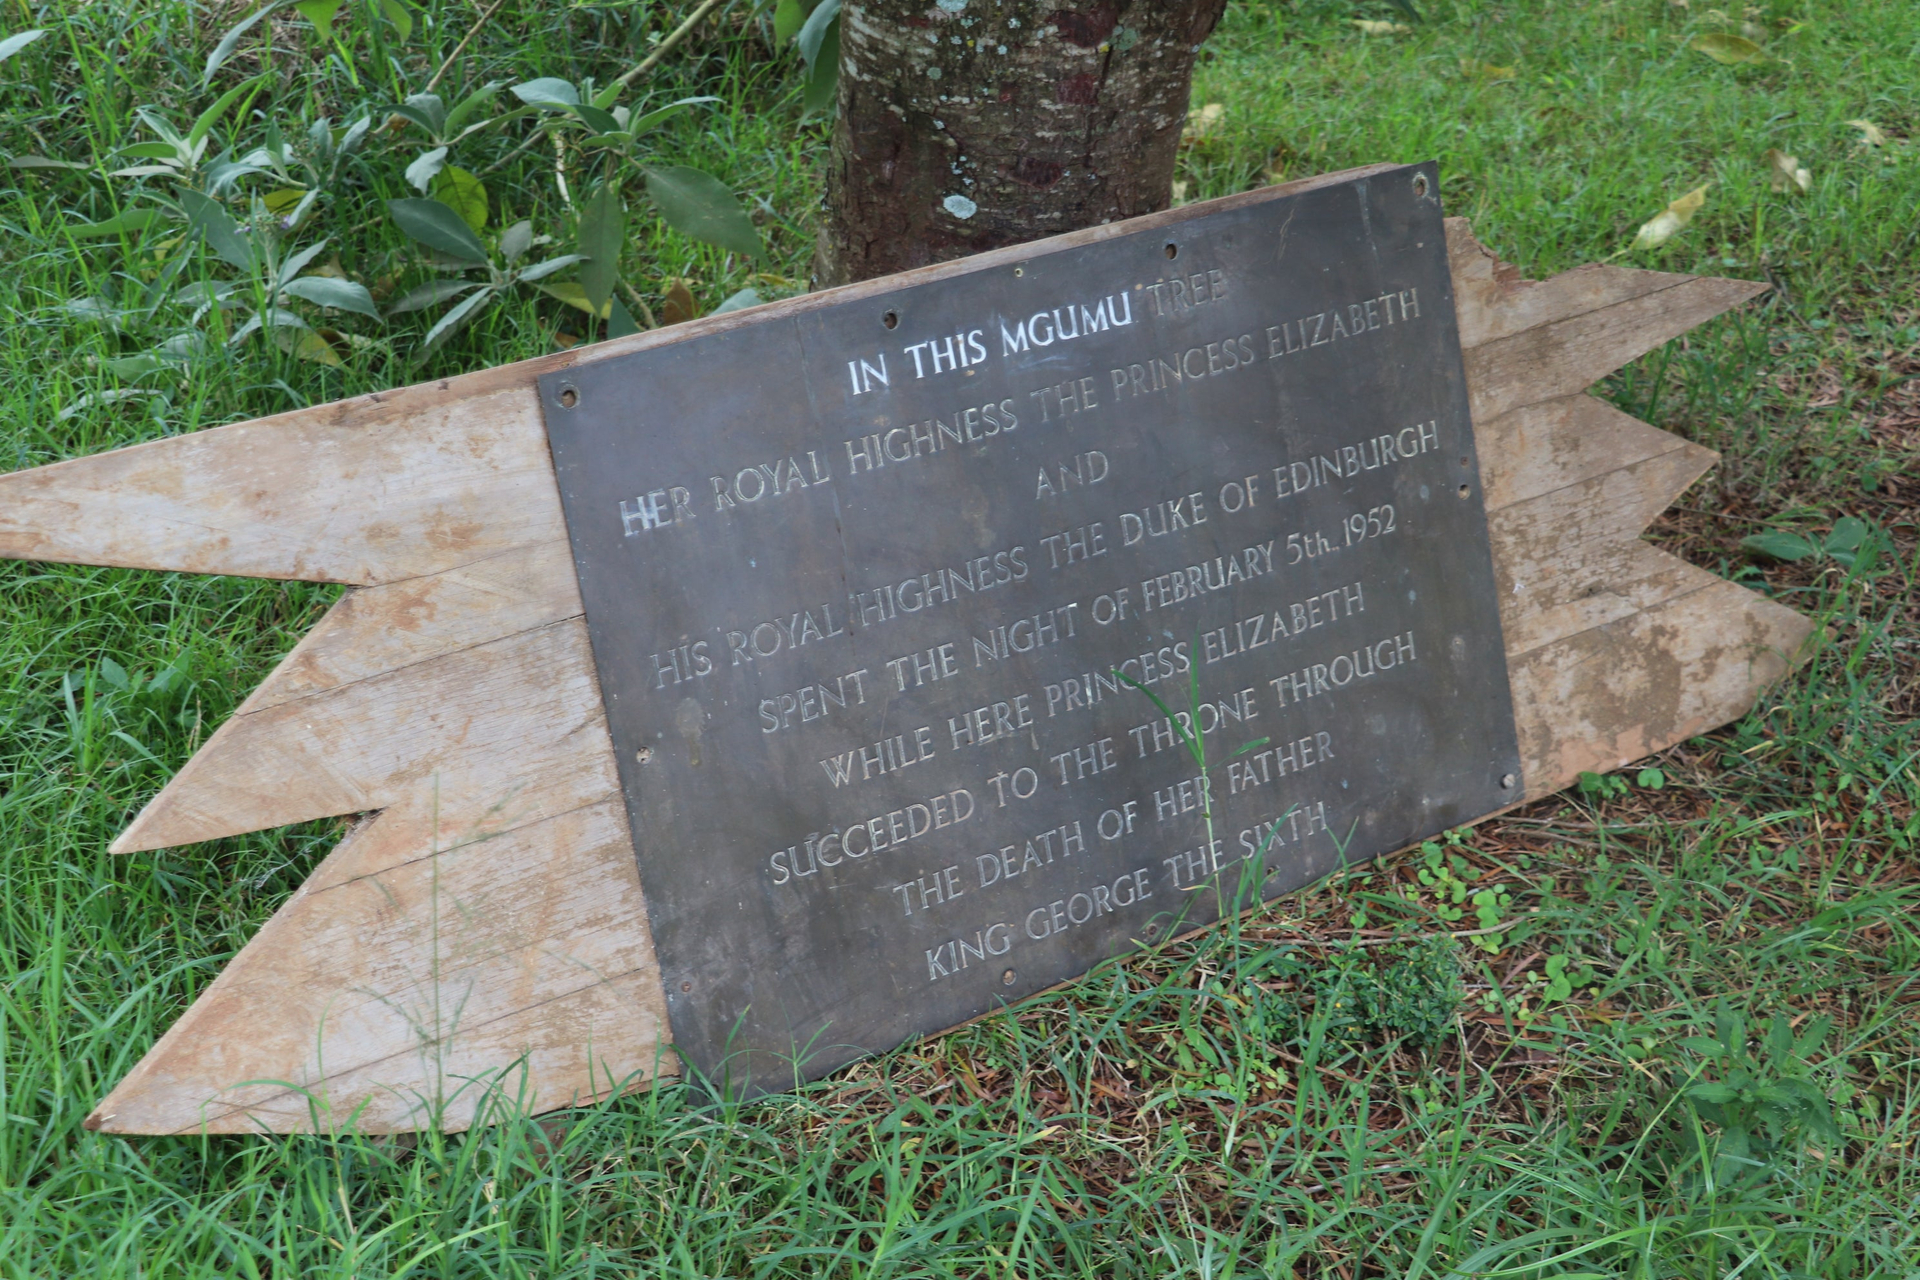 IN THIS MGUMU TREE
HER ROYAL HIGHNESS THE PRINCESS ELIZABETH
AND
HIS ROYAL HIGHNESS THE DUKE OF EDINBURGH
SPENT THE NIGHT OF FEBRUARY 5th., 1952
WHILE HERE PRINCESS ELIZABETH
SUCCEEDED TO THE THRONE THROUGH
THE DEATH OF HER FATHER
KING GEORGE THE SIXTH